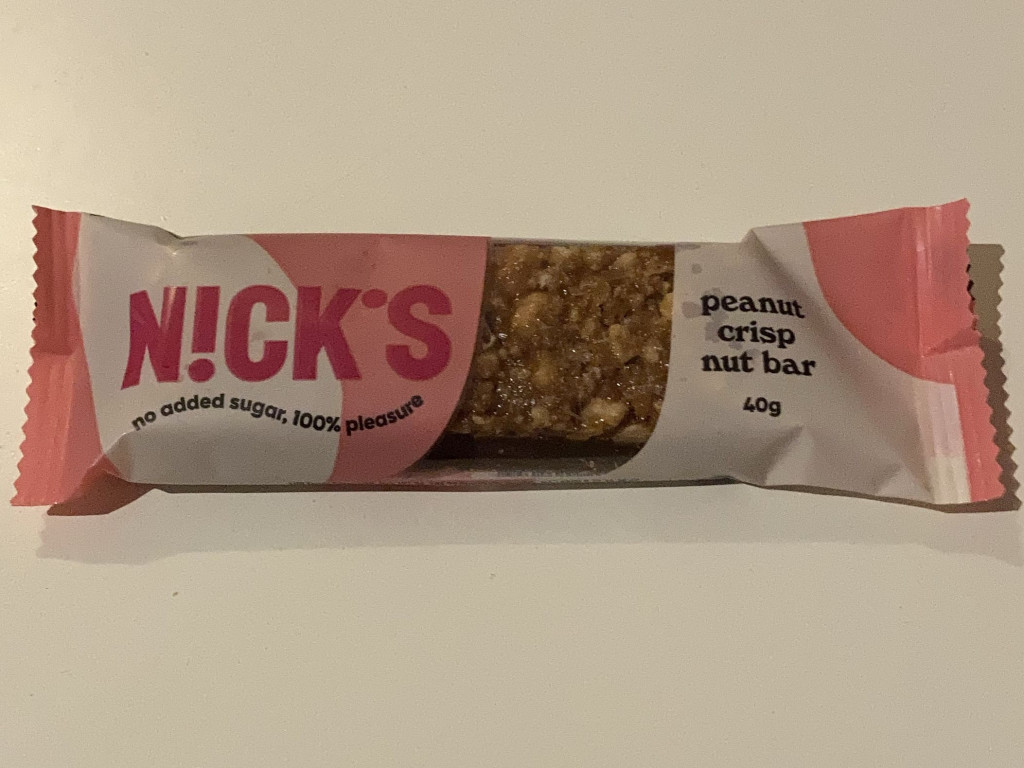 N!CK'S
no added sugar, 100% pleasure
peanut
crisp
nut bar
40g